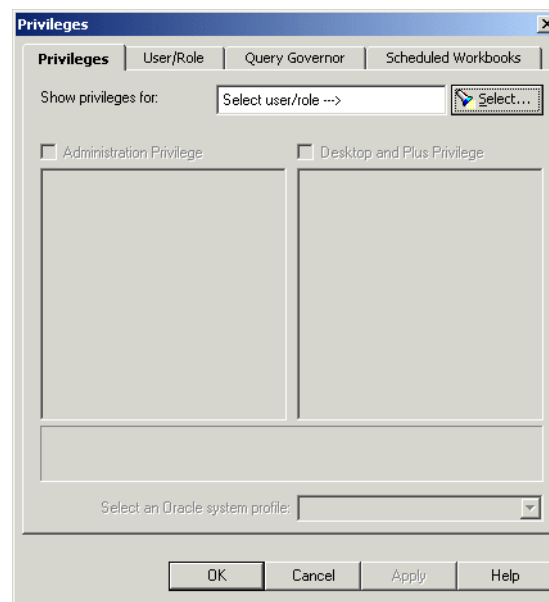 Privileges
Privileges User/Role Query Governor Scheduled Workbooks
Show privileges for: Select user/role ---> Select...
Administration Privilege Desktop and Plus Privilege
Select an Oracle system profile:
OK Cancel Apply Help